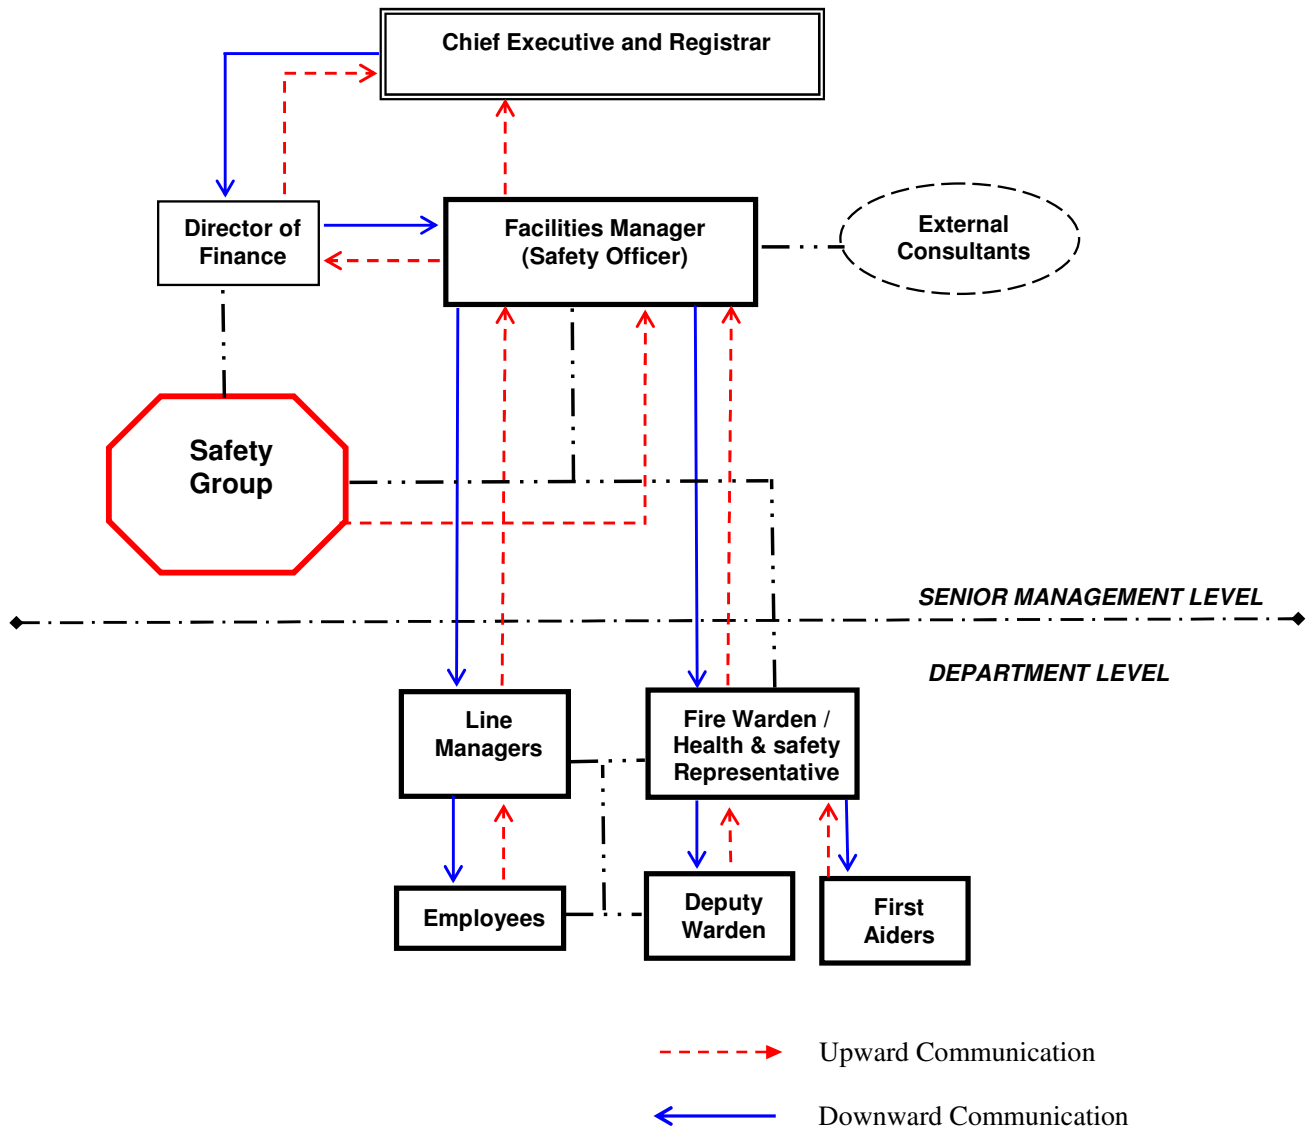 Chief Executive and Registrar
Director of
Finance
Facilities Manager
(Safety Officer)
External
Consultants
Safety
Group
SENIOR MANAGEMENT LEVEL
DEPARTMENT LEVEL
Line
Managers
Fire Warden /
Health & safety
Representative
Employees
Deputy
Warden
First
Aiders
Upward Communication
Downward Communication